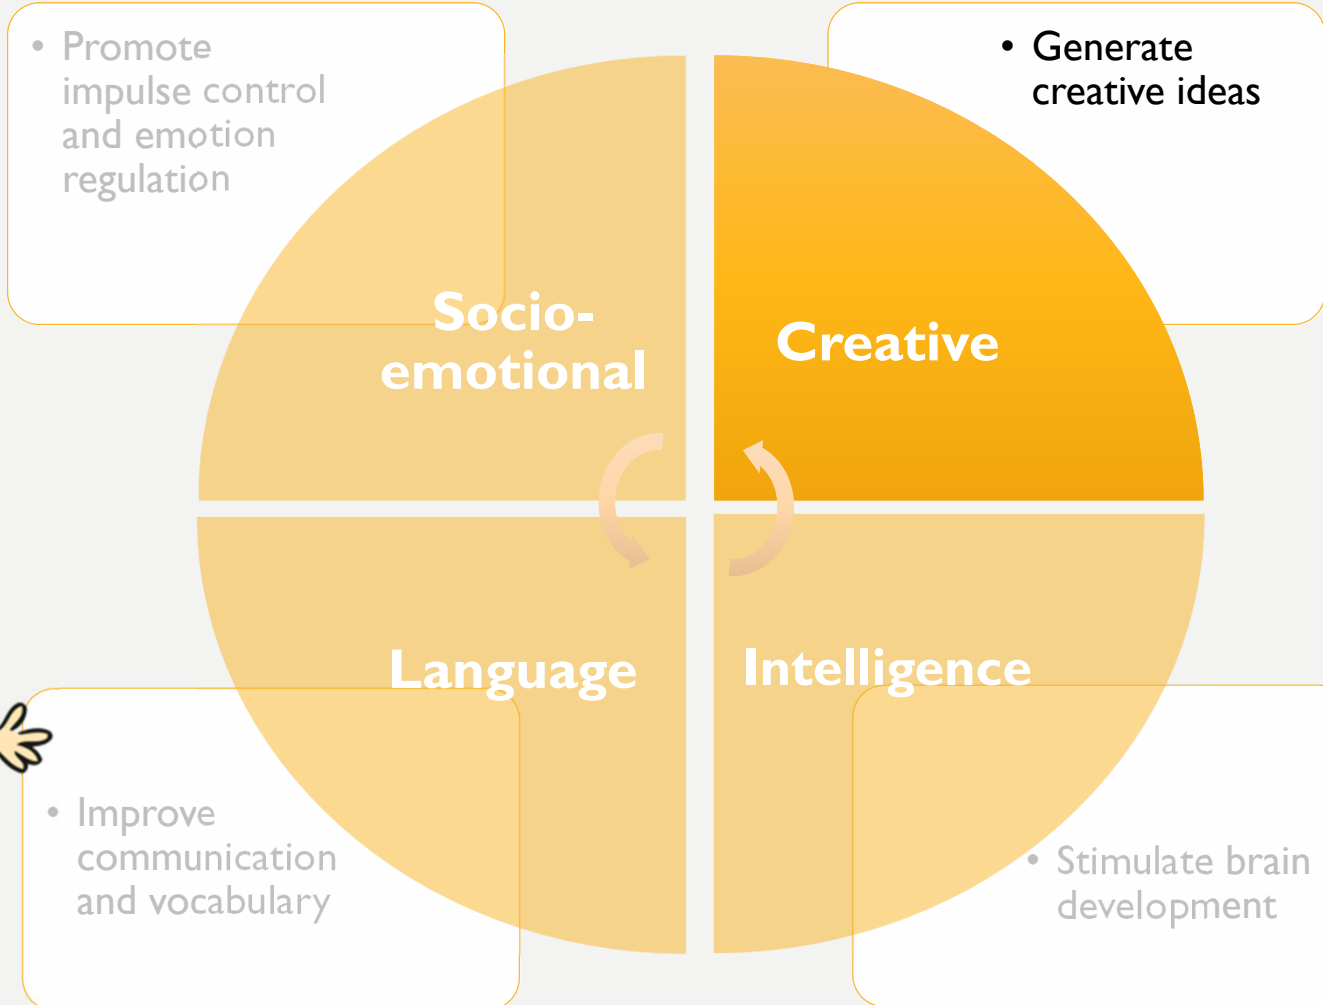 • Promote
impulse control
and emotion
regulation
• Generate
creative ideas
Socio-
emotional
Creative
Language
Intelligence
• Improve
communication
and vocabulary
• Stimulate brain
development